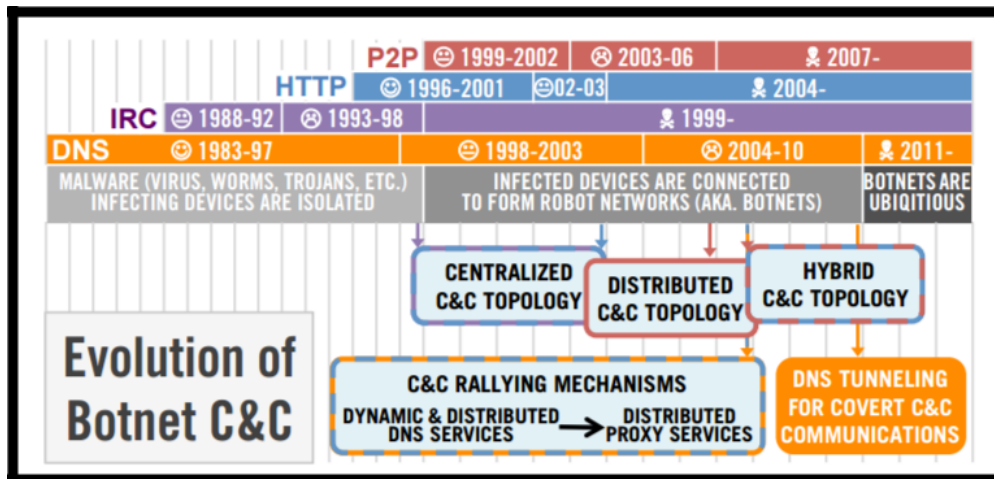 P2P 1999-2002 2003-06 2007-
HTTP 1996-2001 02-03 2004-
IRC 1988-92 1993-98 1999-
DNS 1983-97 1998-2003 2004-10 2011-
MALWARE (VIRUS, WORMS, TROJANS, ETC.)
INFECTING DEVICES ARE ISOLATED
INFECTED DEVICES ARE CONNECTED
TO FORM ROBOT NETWORKS (AKA. BOTNETS)
BOTNETS ARE
UBIQITIOUS
CENTRALIZED
C&C TOPOLOGY
DISTRIBUTED
C&C TOPOLOGY
HYBRID
C&C TOPOLOGY
Evolution of
Botnet C&C
C&C RALLYING MECHANISMS
DYNAMIC & DISTRIBUTED
DNS SERVICES
DISTRIBUTED
PROXY SERVICES
DNS TUNNELING
FOR COVERT C&C
COMMUNICATIONS